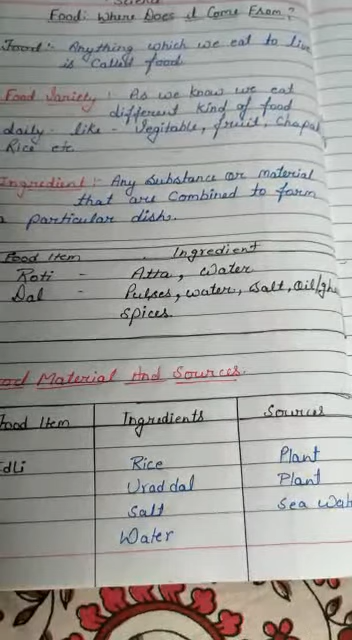 Food: Where Does it Come From?
Food:- Anything which we eat to live
is called food
Food Variety: As we know we eat
different kind of food
daily like - Vegitable, fruit, Chapat
Rice etc
Ingredient:- Any substance or material
that are combined to form
a particular dish.
Food Item Ingredient
Roti - Atta, water
Dal - Pulses, water, Salt, Oil/ghe
Spices.
Food Material And Sources.
Food Item Ingredients Sources
Idli Rice Plant
Urad dal Plant
Salt Sea Wat
Water